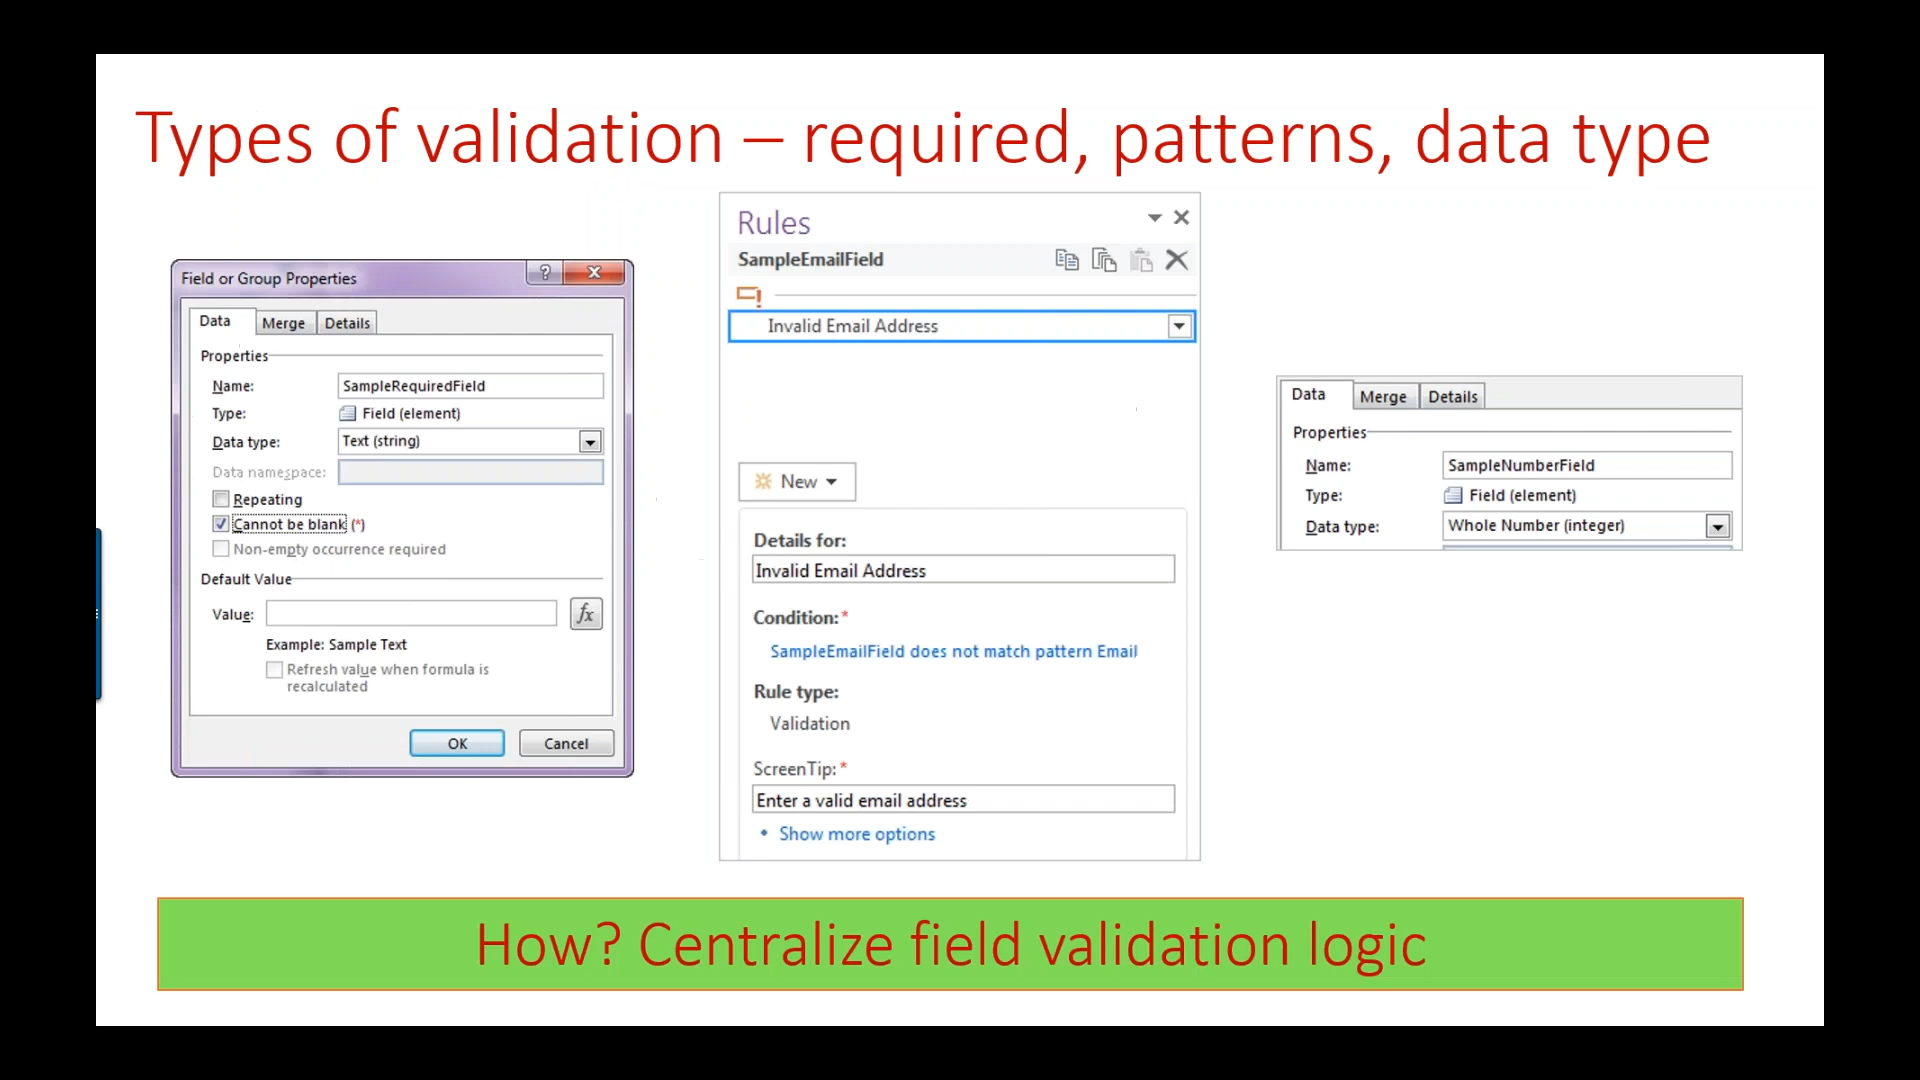 Types of validation – required, patterns, data type
Field or Group Properties
?
Data
Merge
Details
Properties
Name:
SampleRequiredField
Type:
Field (element)
Data type:
Text (string)
Data namespace:
Repeating
Cannot be blank (*)
Non-empty occurrence required
Default Value
Value:
fx
Example: Sample Text
Refresh value when formula is
recalculated
OK
Cancel
Rules
SampleEmailField
Invalid Email Address
New
Details for:
Invalid Email Address
Condition:*
SampleEmailField does not match pattern Email
Rule type:
Validation
ScreenTip:*
Enter a valid email address
• Show more options
Data
Merge
Details
Properties
Name:
SampleNumberField
Type:
Field (element)
Data type:
Whole Number (integer)
How? Centralize field validation logic